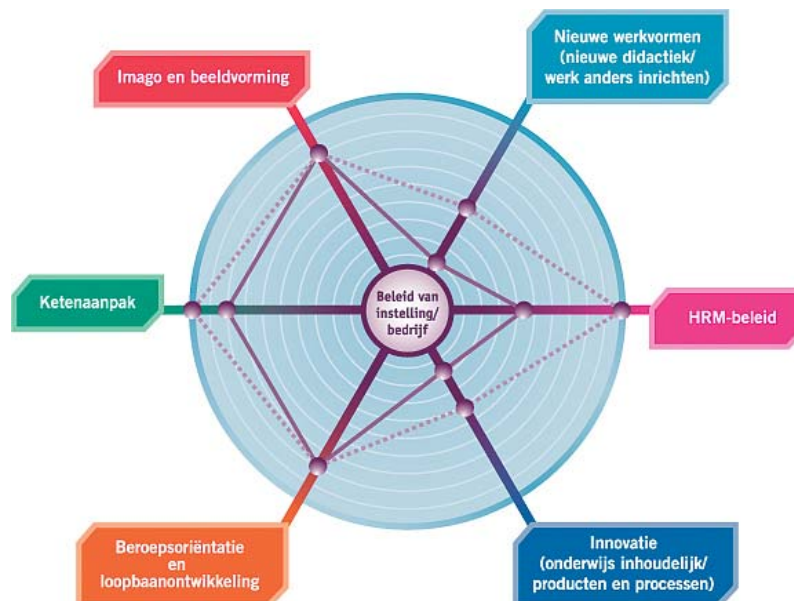 Imago en beeldvorming
Nieuwe werkvormen
(nieuwe didactiek/
werk anders inrichten)
Ketenaanpak
Beleid van
instelling/
bedrijf
HRM-beleid
Beroepsoriëntatie
en
loopbaanontwikkeling
Innovatie
(onderwijs inhoudelijk/
producten en processen)